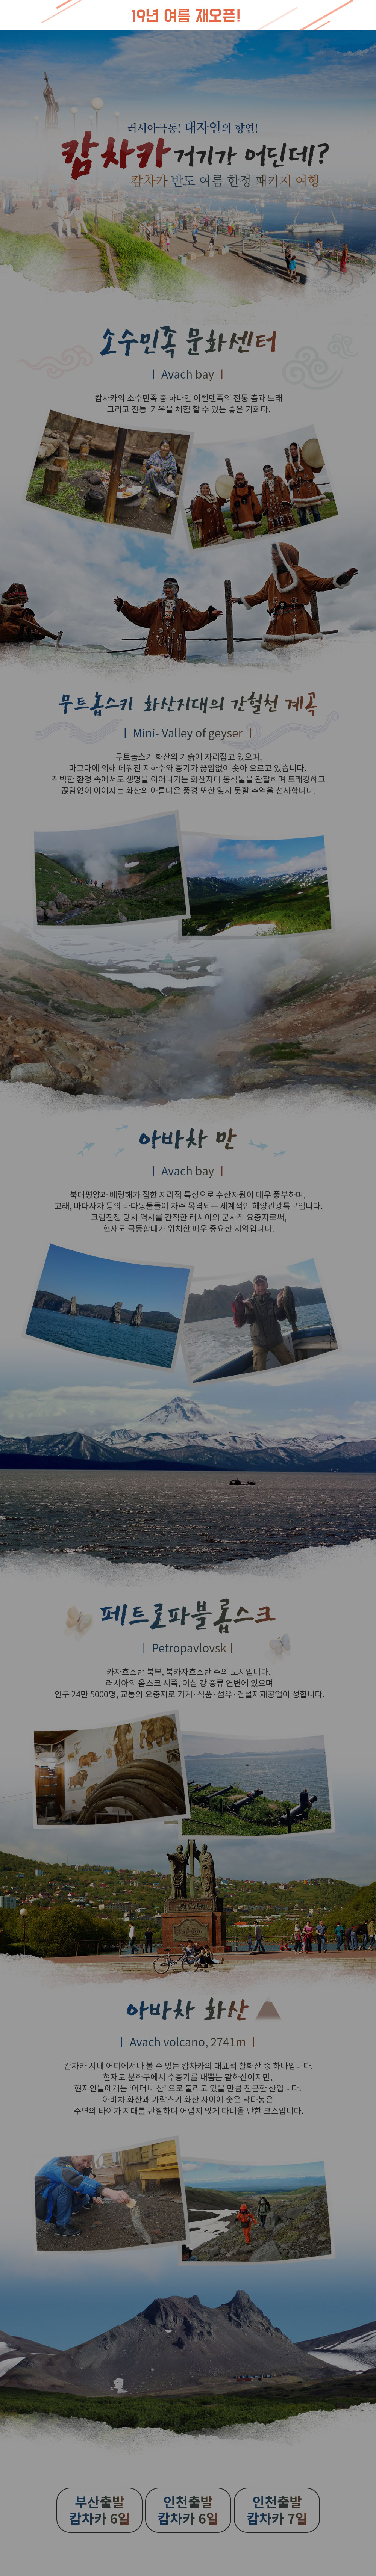 19년 여름 재오픈!
러시아극동! 대자연의 향연!
캄차카 거기가 어딘데?
캄차카 반도 여름 한정 패키지 여행
소수민족 문화센터
| Avach bay |
캄차카의 소수민족 중 하나인 이텔멘족의 전통 춤과 노래
그리고 전통 가옥을 체험 할 수 있는 좋은 기회다.
무트놉스키 화산지대의 간헐천 계곡
| Mini- Valley of geyser |
무트놉스키 화산의 기슭에 자리잡고 있으며,
마그마에 의해 데워진 지하수와 증기가 끊임없이 솟아 오르고 있습니다.
척박한 환경 속에서도 생명을 이어나가는 화산지대 동식물을 관찰하며 트래킹하고
끊임없이 이어지는 화산의 아름다운 풍경 또한 잊지 못할 추억을 선사합니다.
아바차 만
| Avach bay |
북태평양과 베링해가 접한 지리적 특성으로 수산자원이 매우 풍부하며,
고래, 바다사자 등의 바다동물들이 자주 목격되는 세계적인 해양관광특구입니다.
크림전쟁 당시 역사를 간직한 러시아의 군사적 요충지로써,
현재도 극동함대가 위치한 매우 중요한 지역입니다.
페트로파블롭스크
| Petropavlovsk |
카자흐스탄 북부, 북카자흐스탄 주의 도시입니다.
러시아의 옴스크 서쪽, 이심 강 중류 연변에 있으며
인구 24만 5000명, 교통의 요충지로 기계·식품·섬유·건설자재공업이 성합니다.
아바차 화산
| Avach volcano, 2741m |
캄차카 시내 어디에서나 볼 수 있는 캄차카의 대표적 활화산 중 하나입니다.
현재도 분화구에서 수증기를 내뿜는 활화산이지만,
현지인들에게는 ‘어머니 산’ 으로 불리고 있을 만큼 친근한 산입니다.
아바차 화산과 카략스키 화산 사이에 솟은 낙타봉은
주변의 타이가 지대를 관찰하며 어렵지 않게 다녀올 만한 코스입니다.
부산출발
캄차카 6일
인천출발
캄차카 6일
인천출발
캄차카 7일